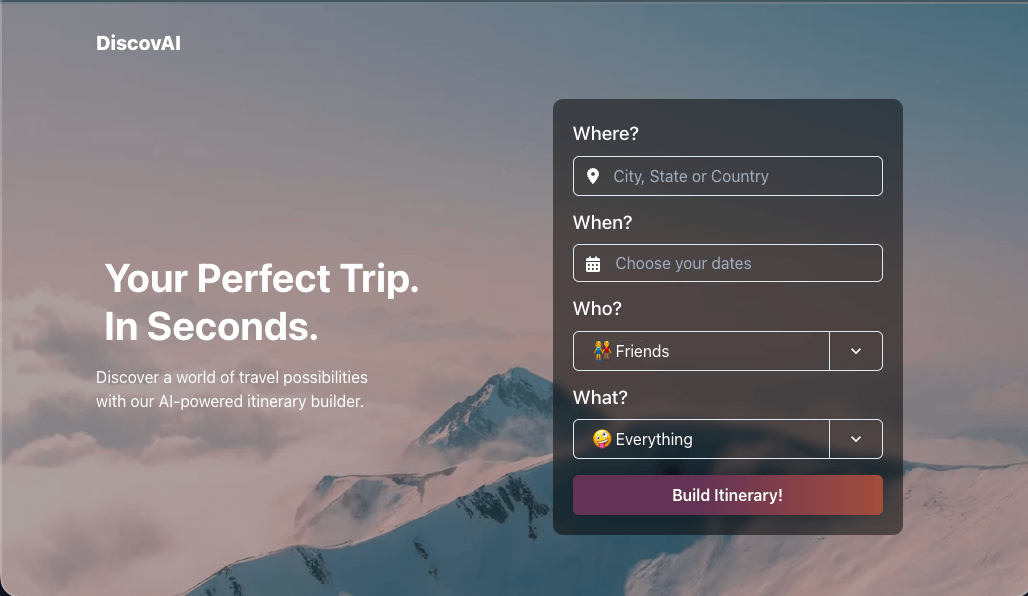 DiscovAI
Your Perfect Trip.
In Seconds.
Discover a world of travel possibilities
with our AI-powered itinerary builder.
Where?
City, State or Country
When?
Choose your dates
Who?
👫 Friends
What?
🤪 Everything
Build Itinerary!